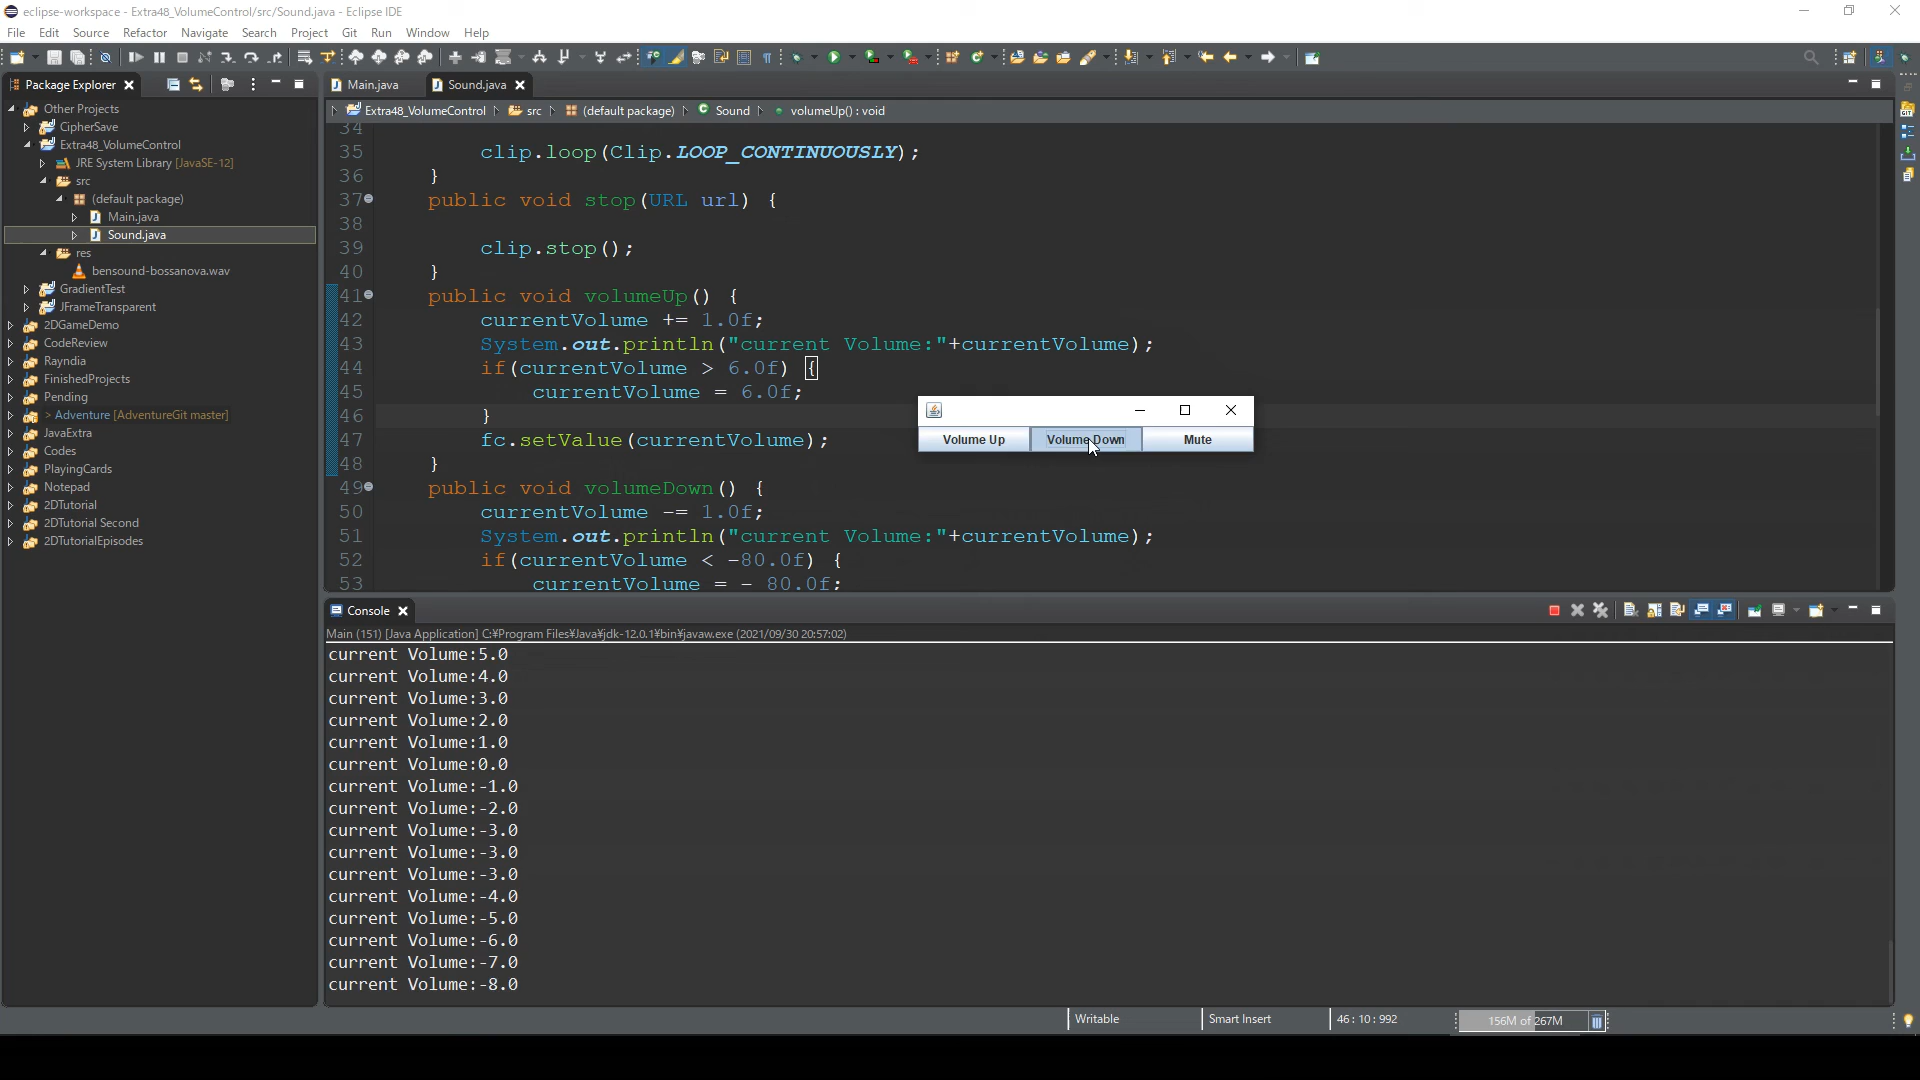 eclipse-workspace - Extra48_VolumeControl/src/Sound.java - Eclipse IDE
File Edit Source Refactor Navigate Search Project Git Run Window Help
Package Explorer
Main.java
Sound.java
Extra48_VolumeControl src (default package) Sound volumeUp() : void
Other Projects
CipherSave
Extra48_VolumeControl
JRE System Library [JavaSE-12]
src
(default package)
Main.java
Sound.java
res
bensound-bossanova.wav
GradientTest
JFrameTransparent
2DGameDemo
CodeReview
Rayndia
FinishedProjects
Pending
> Adventure [AdventureGit master]
JavaExtra
Codes
PlayingCards
Notepad
2DTutorial
2DTutorial Second
2DTutorialEpisodes
34
35 clip.loop(Clip.LOOP_CONTINUOUSLY);
36 }
37 public void stop(URL url) {
38
39 clip.stop();
40 }
41 public void volumeUp() {
42 currentVolume += 1.0f;
43 System.out.println("current Volume:"+currentVolume);
44 if(currentVolume > 6.0f) {
45 currentVolume = 6.0f;
46 }
47 fc.setValue(currentVolume);
48 }
49 public void volumeDown() {
50 currentVolume -= 1.0f;
51 System.out.println("current Volume:"+currentVolume);
52 if(currentVolume < -80.0f) {
53 currentVolume = - 80.0f;
Volume Up Volume Down Mute
Console
Main (151) [Java Application] C:¥Program Files¥Java¥jdk-12.0.1¥bin¥javaw.exe (2021/09/30 20:57:02)
current Volume:5.0
current Volume:4.0
current Volume:3.0
current Volume:2.0
current Volume:1.0
current Volume:0.0
current Volume:-1.0
current Volume:-2.0
current Volume:-3.0
current Volume:-3.0
current Volume:-3.0
current Volume:-4.0
current Volume:-5.0
current Volume:-6.0
current Volume:-7.0
current Volume:-8.0
Writable Smart Insert 46 : 10 : 992 156M of 267M